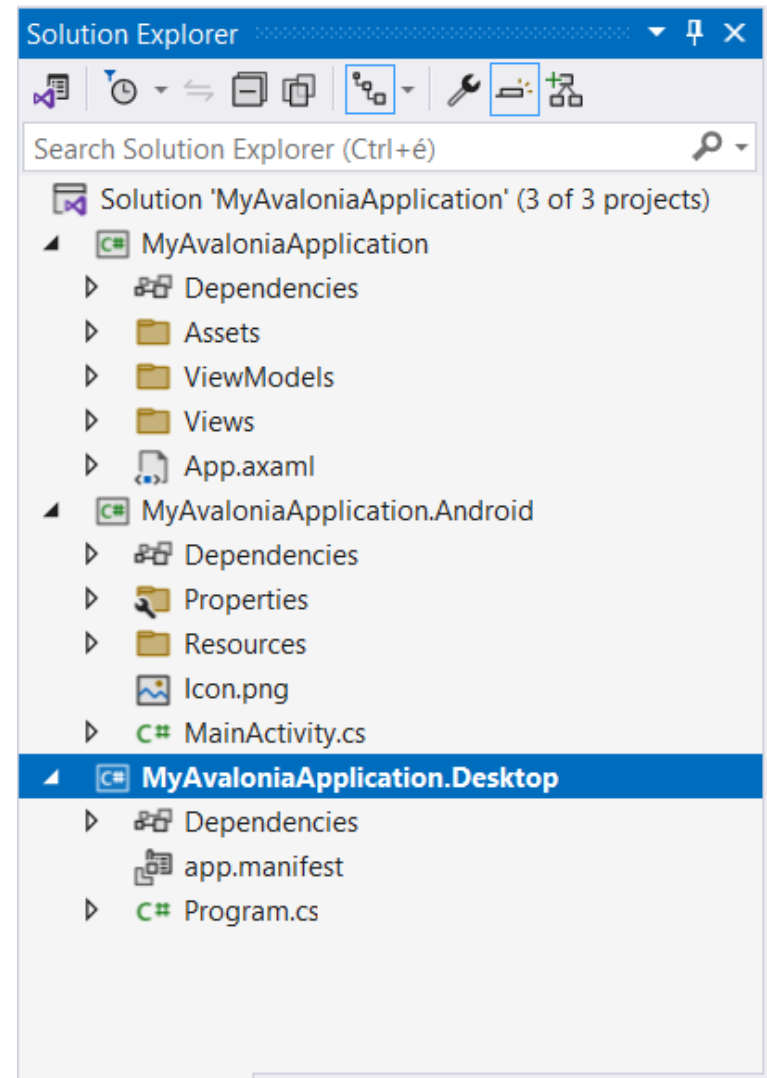 Solution Explorer
Search Solution Explorer (Ctrl+é)
Solution 'MyAvaloniaApplication' (3 of 3 projects)
C# MyAvaloniaApplication
Dependencies
Assets
ViewModels
Views
App.axaml
C# MyAvaloniaApplication.Android
Dependencies
Properties
Resources
Icon.png
C# MainActivity.cs
C# MyAvaloniaApplication.Desktop
Dependencies
app.manifest
C# Program.cs